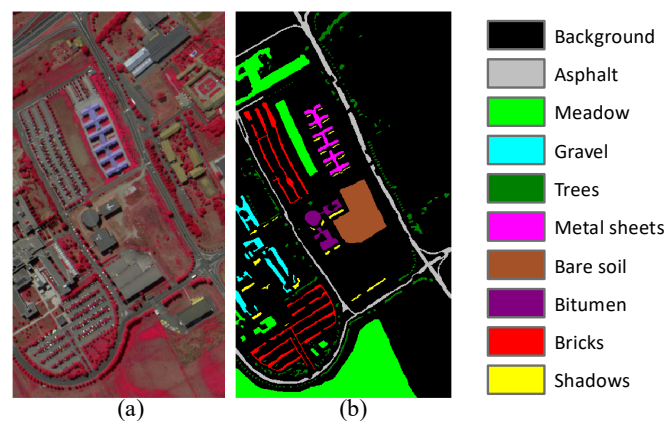 Background
Asphalt
Meadow
Gravel
Trees
Metal sheets
Bare soil
Bitumen
Bricks
Shadows
(a)
(b)